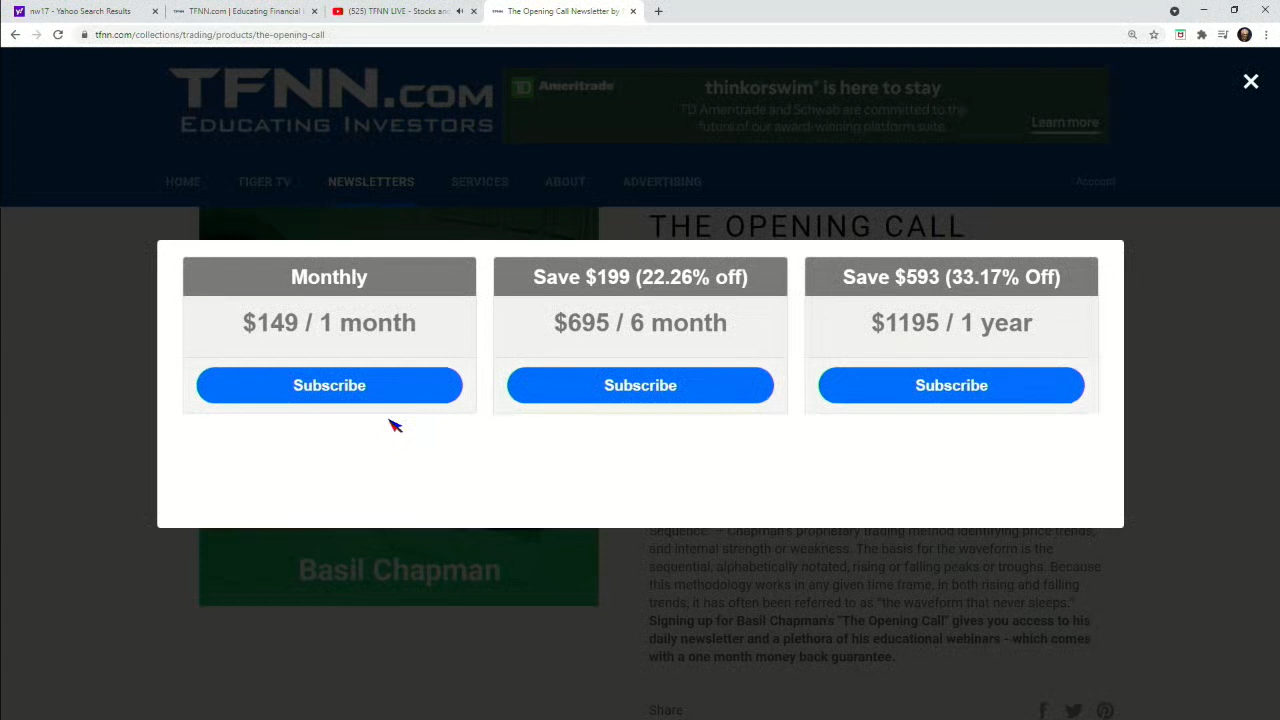 nw17 - Yahoo Search Results
TFNN.com | Educating Financial
(525) TFNN LIVE - Stocks an
The Opening Call Newsletter by
tfnn.com/collections/trading/products/the-opening-call
TFNN.COM
EDUCATING INVESTORS
TD Ameritrade
thinkorswim® is here to stay
TD Ameritrade and Schwab are committed to the
future of our award-winning platform suite.
Learn more
HOME
TIGER TV
NEWSLETTERS
SERVICES
ABOUT
ADVERTISING
Account
THE OPENING CALL
Monthly
$149 / 1 month
Subscribe
Save $199 (22.26% off)
$695 / 6 month
Subscribe
Save $593 (33.17% Off)
$1195 / 1 year
Subscribe
Basil Chapman
Sequence. – Chapman's proprietary trading method identifying price trends,
and internal strength or weakness. The basis for the waveform is the
sequential, alphabetically notated, rising or falling peaks or troughs. Because
this methodology works in any given time frame, in both rising and falling
trends, it has often been referred to as "the waveform that never sleeps."
Signing up for Basil Chapman's "The Opening Call" gives you access to his
daily newsletter and a plethora of his educational webinars - which comes
with a one month money back guarantee.
Share